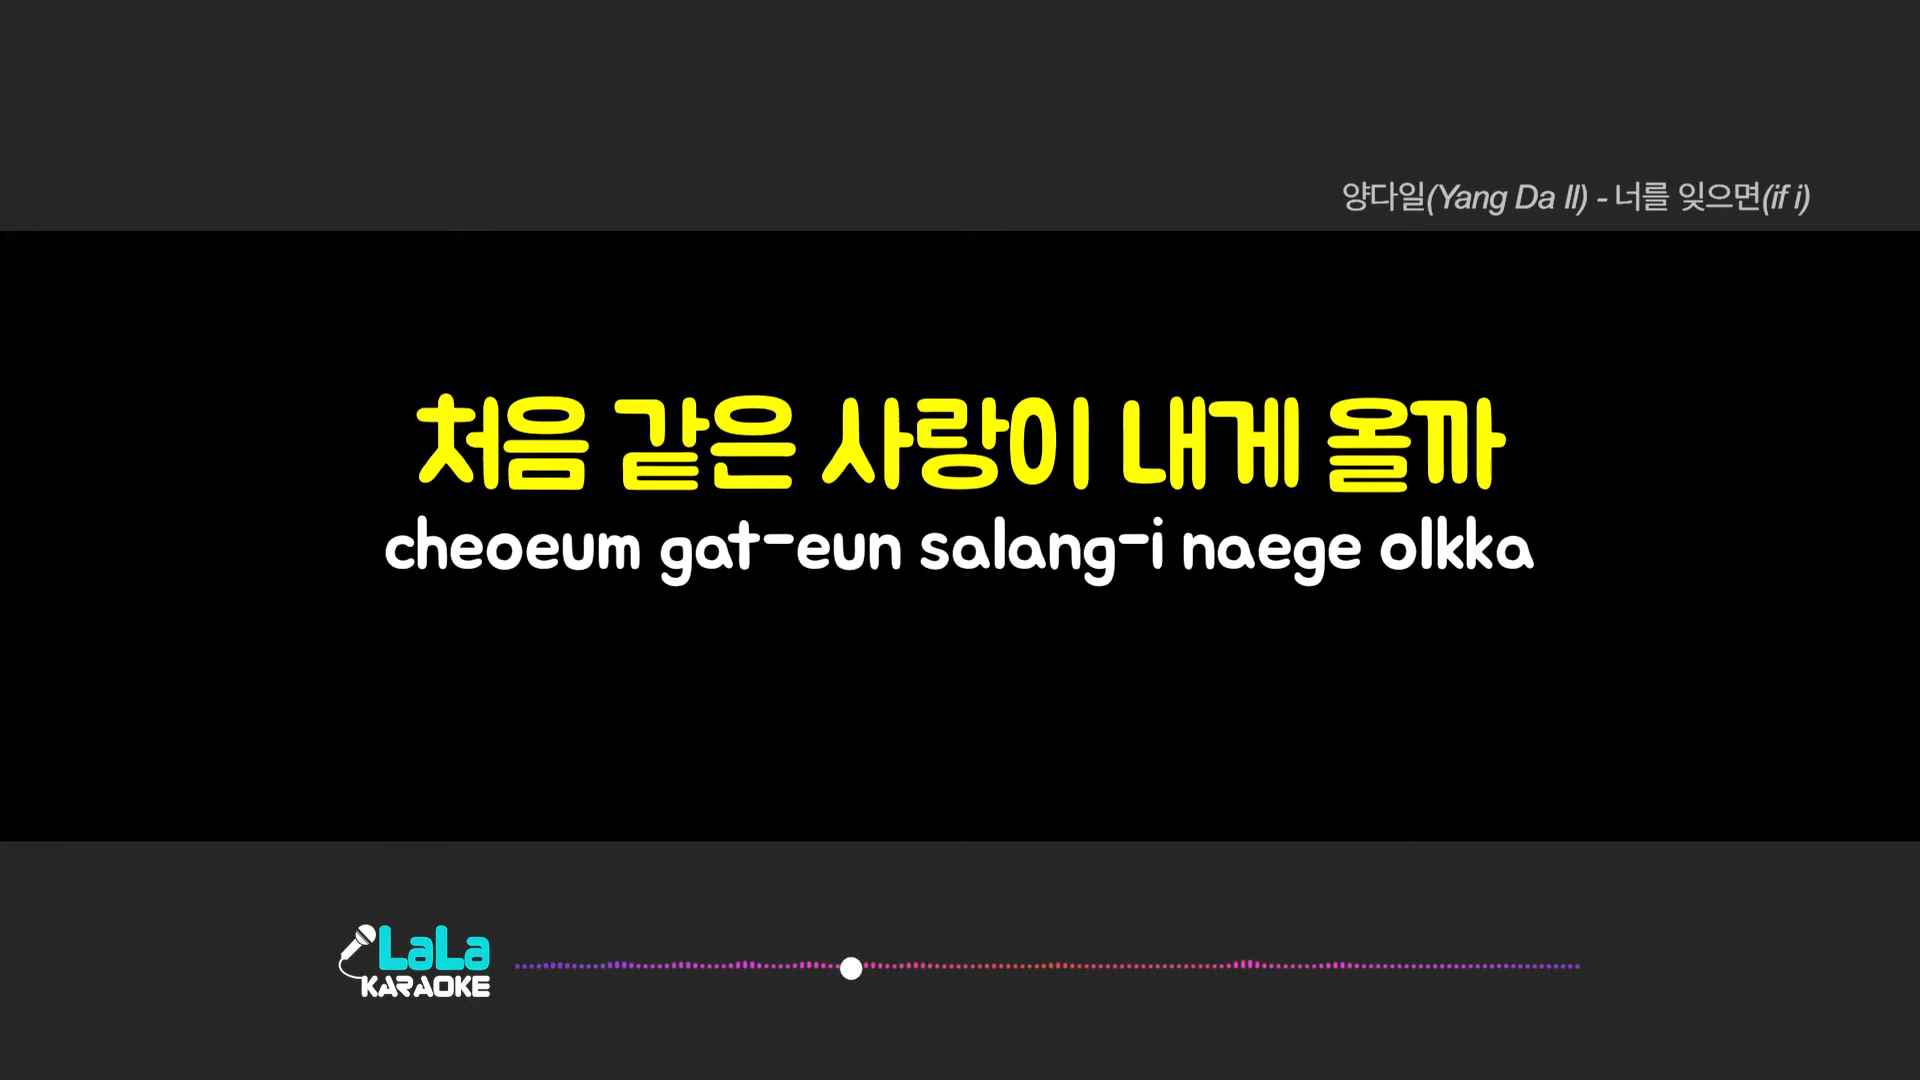 양다일(Yang Da Il) - 너를 잊으면(if i)
처음 같은 사랑이 내게 올까
cheoeum gat-eun salang-i naege olkka
LaLa
KARAOKE